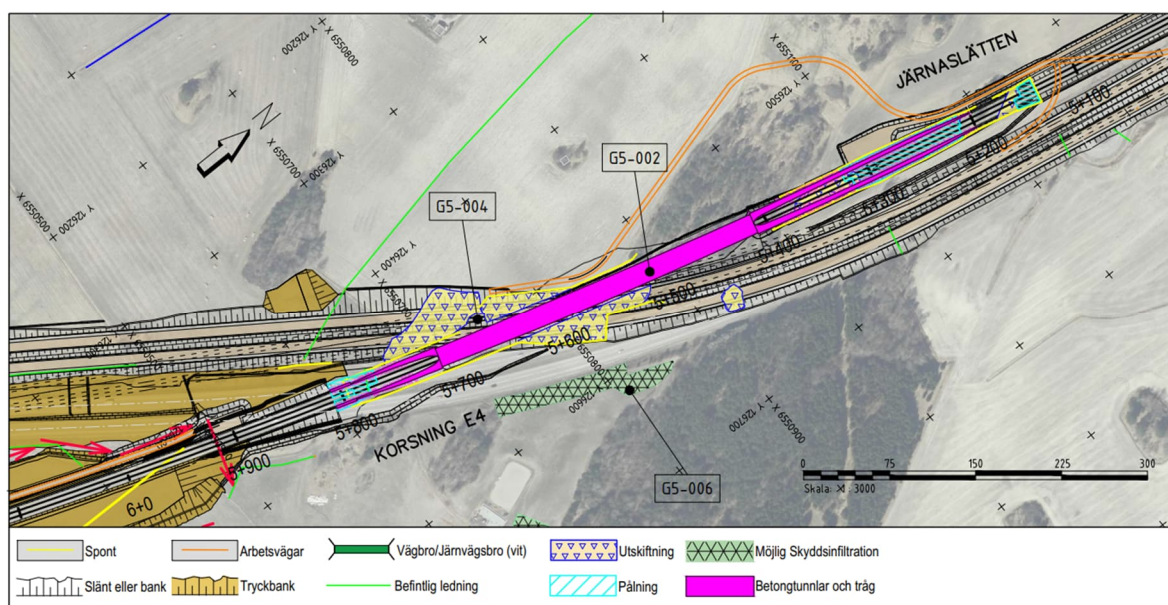 X 6550800
Y 126200
N
X 6550700
Y 126300
X 6550500
Y 126200
Y 126400
Y 126500
JÄRNASLÄTTEN
5+100
5+200
5+300
5+400
5+500
5+600
5+700
5+800
5+900
6+0
G5-002
G5-004
G5-006
KORSNING E4
126600
Y 126700
X 6550900
0 75 150 225 300
Skala:
3000
Spont
Arbetsvägar
Vägbro/Järnvägsbro (vit)
Utskiftning
Möjlig Skyddsinfiltration
Slänt eller bank
Tryckbank
Befintlig ledning
Pålning
Betongtunnlar och tråg